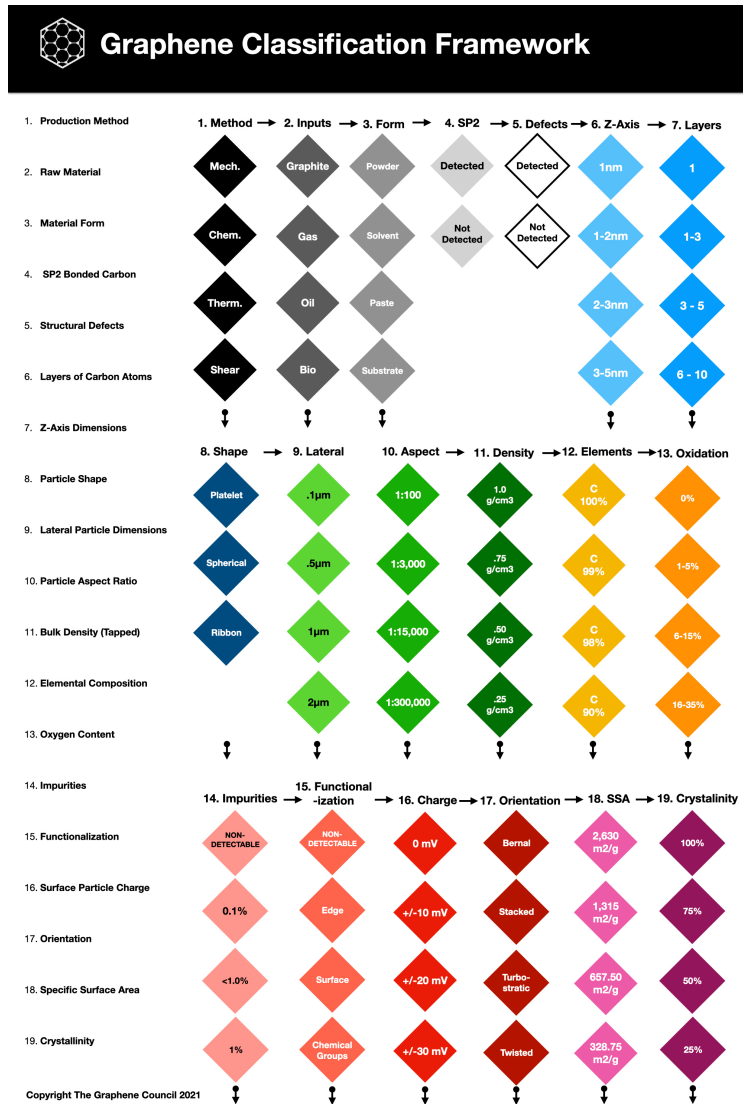 Graphene Classification Framework
1. Production Method
2. Raw Material
3. Material Form
4. SP2 Bonded Carbon
5. Structural Defects
6. Layers of Carbon Atoms
7. Z-Axis Dimensions
8. Particle Shape
9. Lateral Particle Dimensions
10. Particle Aspect Ratio
11. Bulk Density (Tapped)
12. Elemental Composition
13. Oxygen Content
14. Impurities
15. Functionalization
16. Surface Particle Charge
17. Orientation
18. Specific Surface Area
19. Crystallinity
1. Method
Mech.
Chem.
Therm.
Shear
2. Inputs
Graphite
Gas
Oil
Bio
3. Form
Powder
Solvent
Paste
Substrate
4. SP2
Detected
Not
Detected
5. Defects
Detected
Not
Detected
6. Z-Axis
1nm
1-2nm
2-3nm
3-5nm
7. Layers
1
1-3
3 - 5
6 - 10
8. Shape
Platelet
Spherical
Ribbon
9. Lateral
.1µm
.5µm
1µm
2µm
10. Aspect
1:100
1:3,000
1:15,000
1:300,000
11. Density
1.0
g/cm3
.75
g/cm3
.50
g/cm3
.25
g/cm3
12. Elements
C
100%
C
99%
C
98%
C
90%
13. Oxidation
0%
1-5%
6-15%
16-35%
14. Impurities
NON-
DETECTABLE
0.1%
<1.0%
1%
15. Functional
-ization
NON-
DETECTABLE
Edge
Surface
Chemical
Groups
16. Charge
0 mV
+/-10 mV
+/-20 mV
+/-30 mV
17. Orientation
Bernal
Stacked
Turbo-
stratic
Twisted
18. SSA
2,630
m2/g
1,315
m2/g
657.50
m2/g
328.75
m2/g
19. Crystalinity
100%
75%
50%
25%
Copyright The Graphene Council 2021